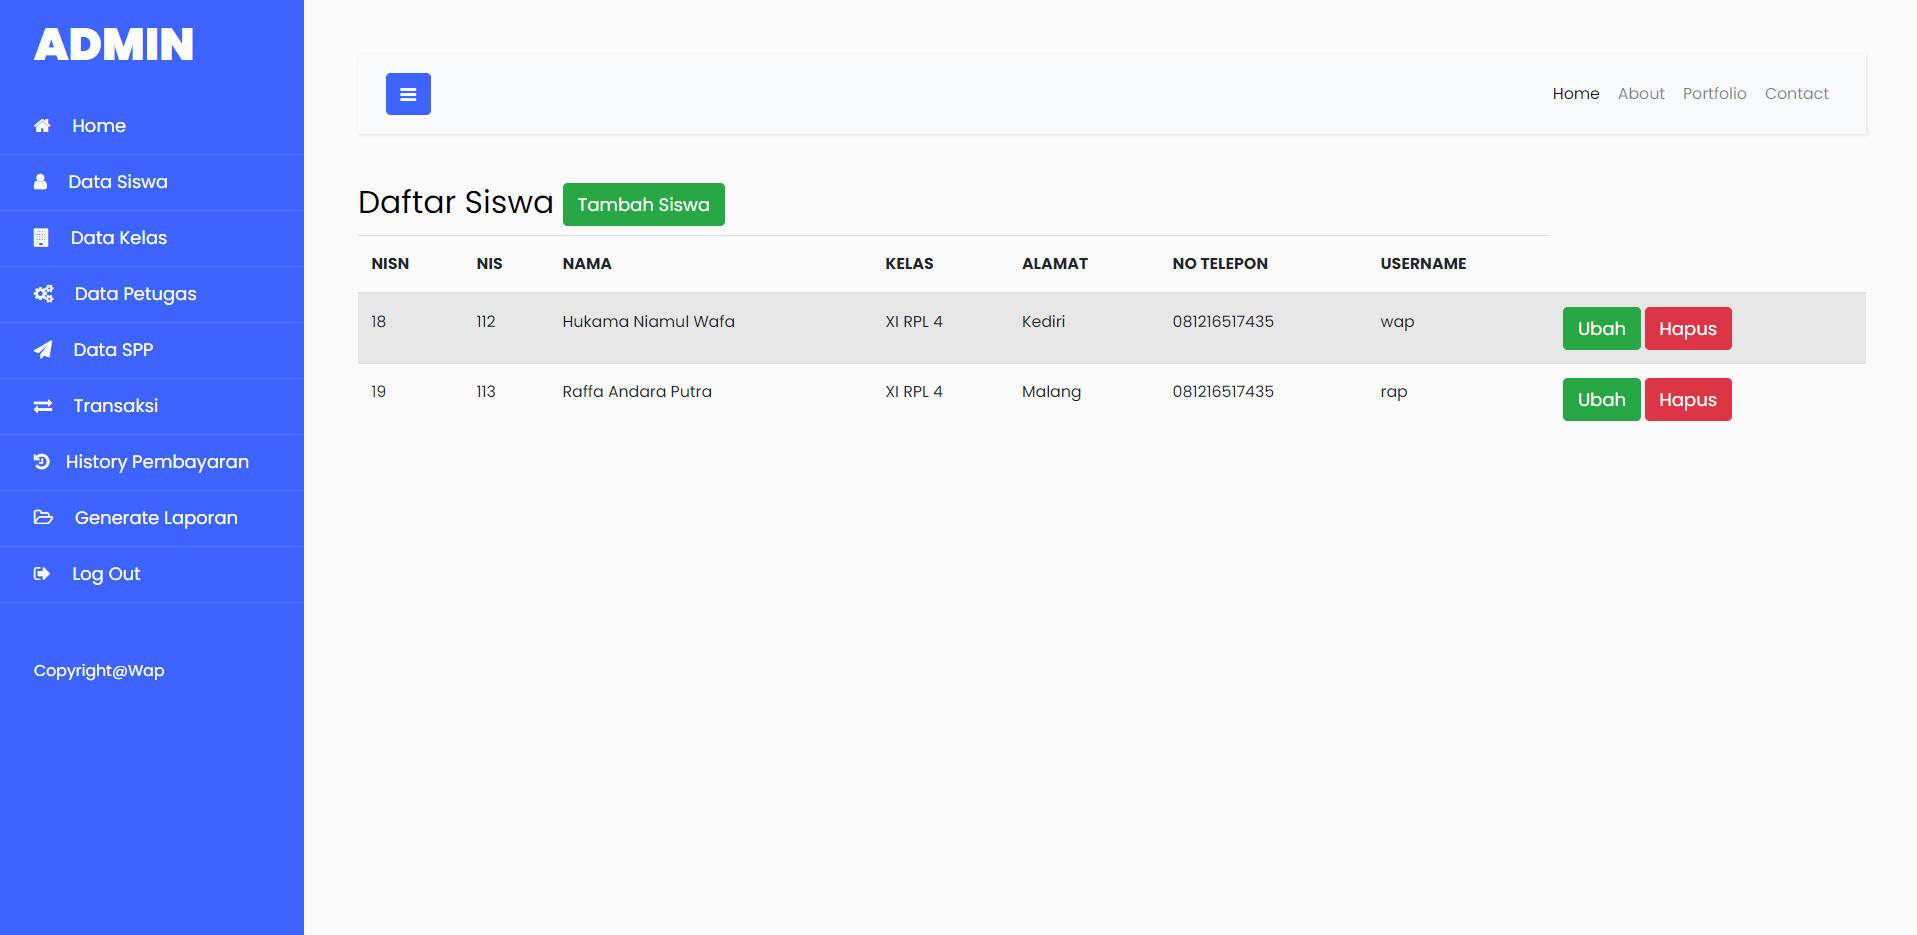 ADMIN
Home
Data Siswa
Data Kelas
Data Petugas
Data SPP
Transaksi
History Pembayaran
Generate Laporan
Log Out
Copyright@Wap
Home About Portfolio Contact
Daftar Siswa Tambah Siswa
NISN NIS NAMA KELAS ALAMAT NO TELEPON USERNAME
18 112 Hukama Niamul Wafa XI RPL 4 Kediri 081216517435 wap Ubah Hapus
19 113 Raffa Andara Putra XI RPL 4 Malang 081216517435 rap Ubah Hapus